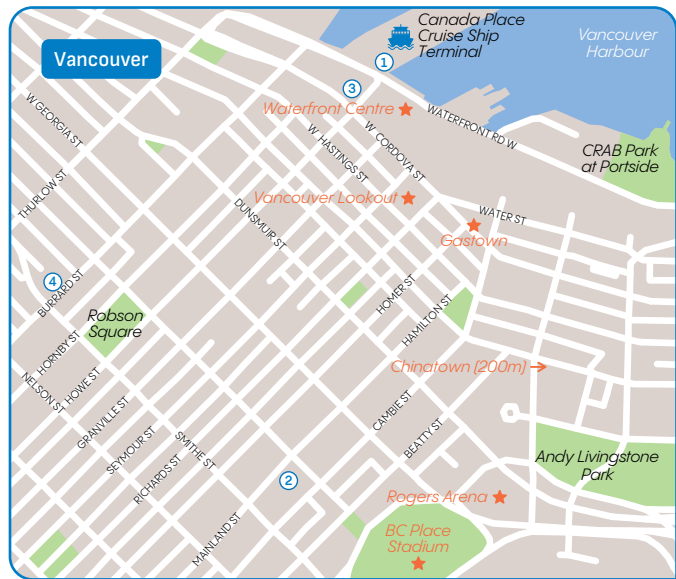 Vancouver
Canada Place
Cruise Ship
Terminal
Vancouver
Harbour
1
3
Waterfront Centre
WATERFRONT RD W
W GEORGIA ST
W HASTINGS ST
W. CORDOVA ST
CRAB Park
at Portside
THURLOW ST
Vancouver Lookout
DUNSMUIR ST
WATER ST
Gastown
4
BURRARD ST
HOMER ST
Robson
Square
HAMILTON ST
HORNBY ST
Chinatown (200m)
NELSON ST
HOWE ST
GRANVILLE ST
CAMBIE ST
SEYMOUR ST
SMITHE ST
BEATTY ST
RICHARDS ST
2
Andy Livingstone
Park
Rogers Arena
MAINLAND ST
BC Place
Stadium